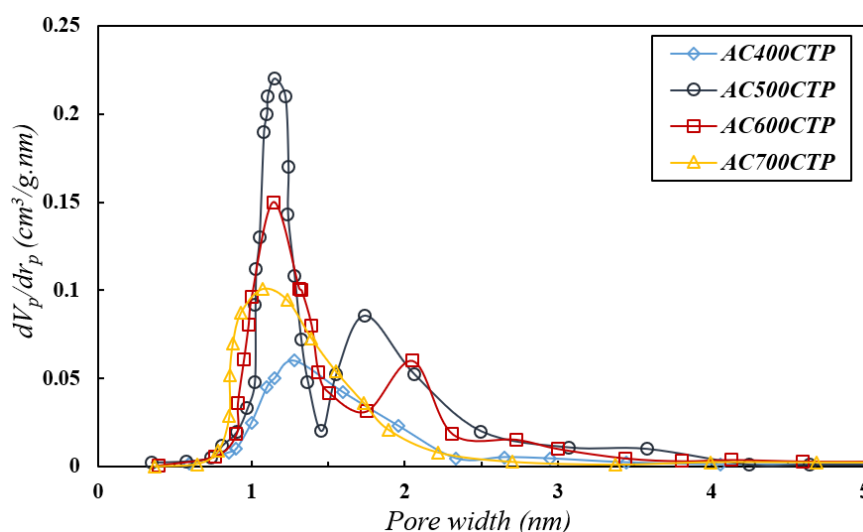 0.25
0.2
0.15
0.1
0.05
0
dVp/drp (cm³/g.nm)
AC400CTP
AC500CTP
AC600CTP
AC700CTP
0 1 2 3 4 5
Pore width (nm)